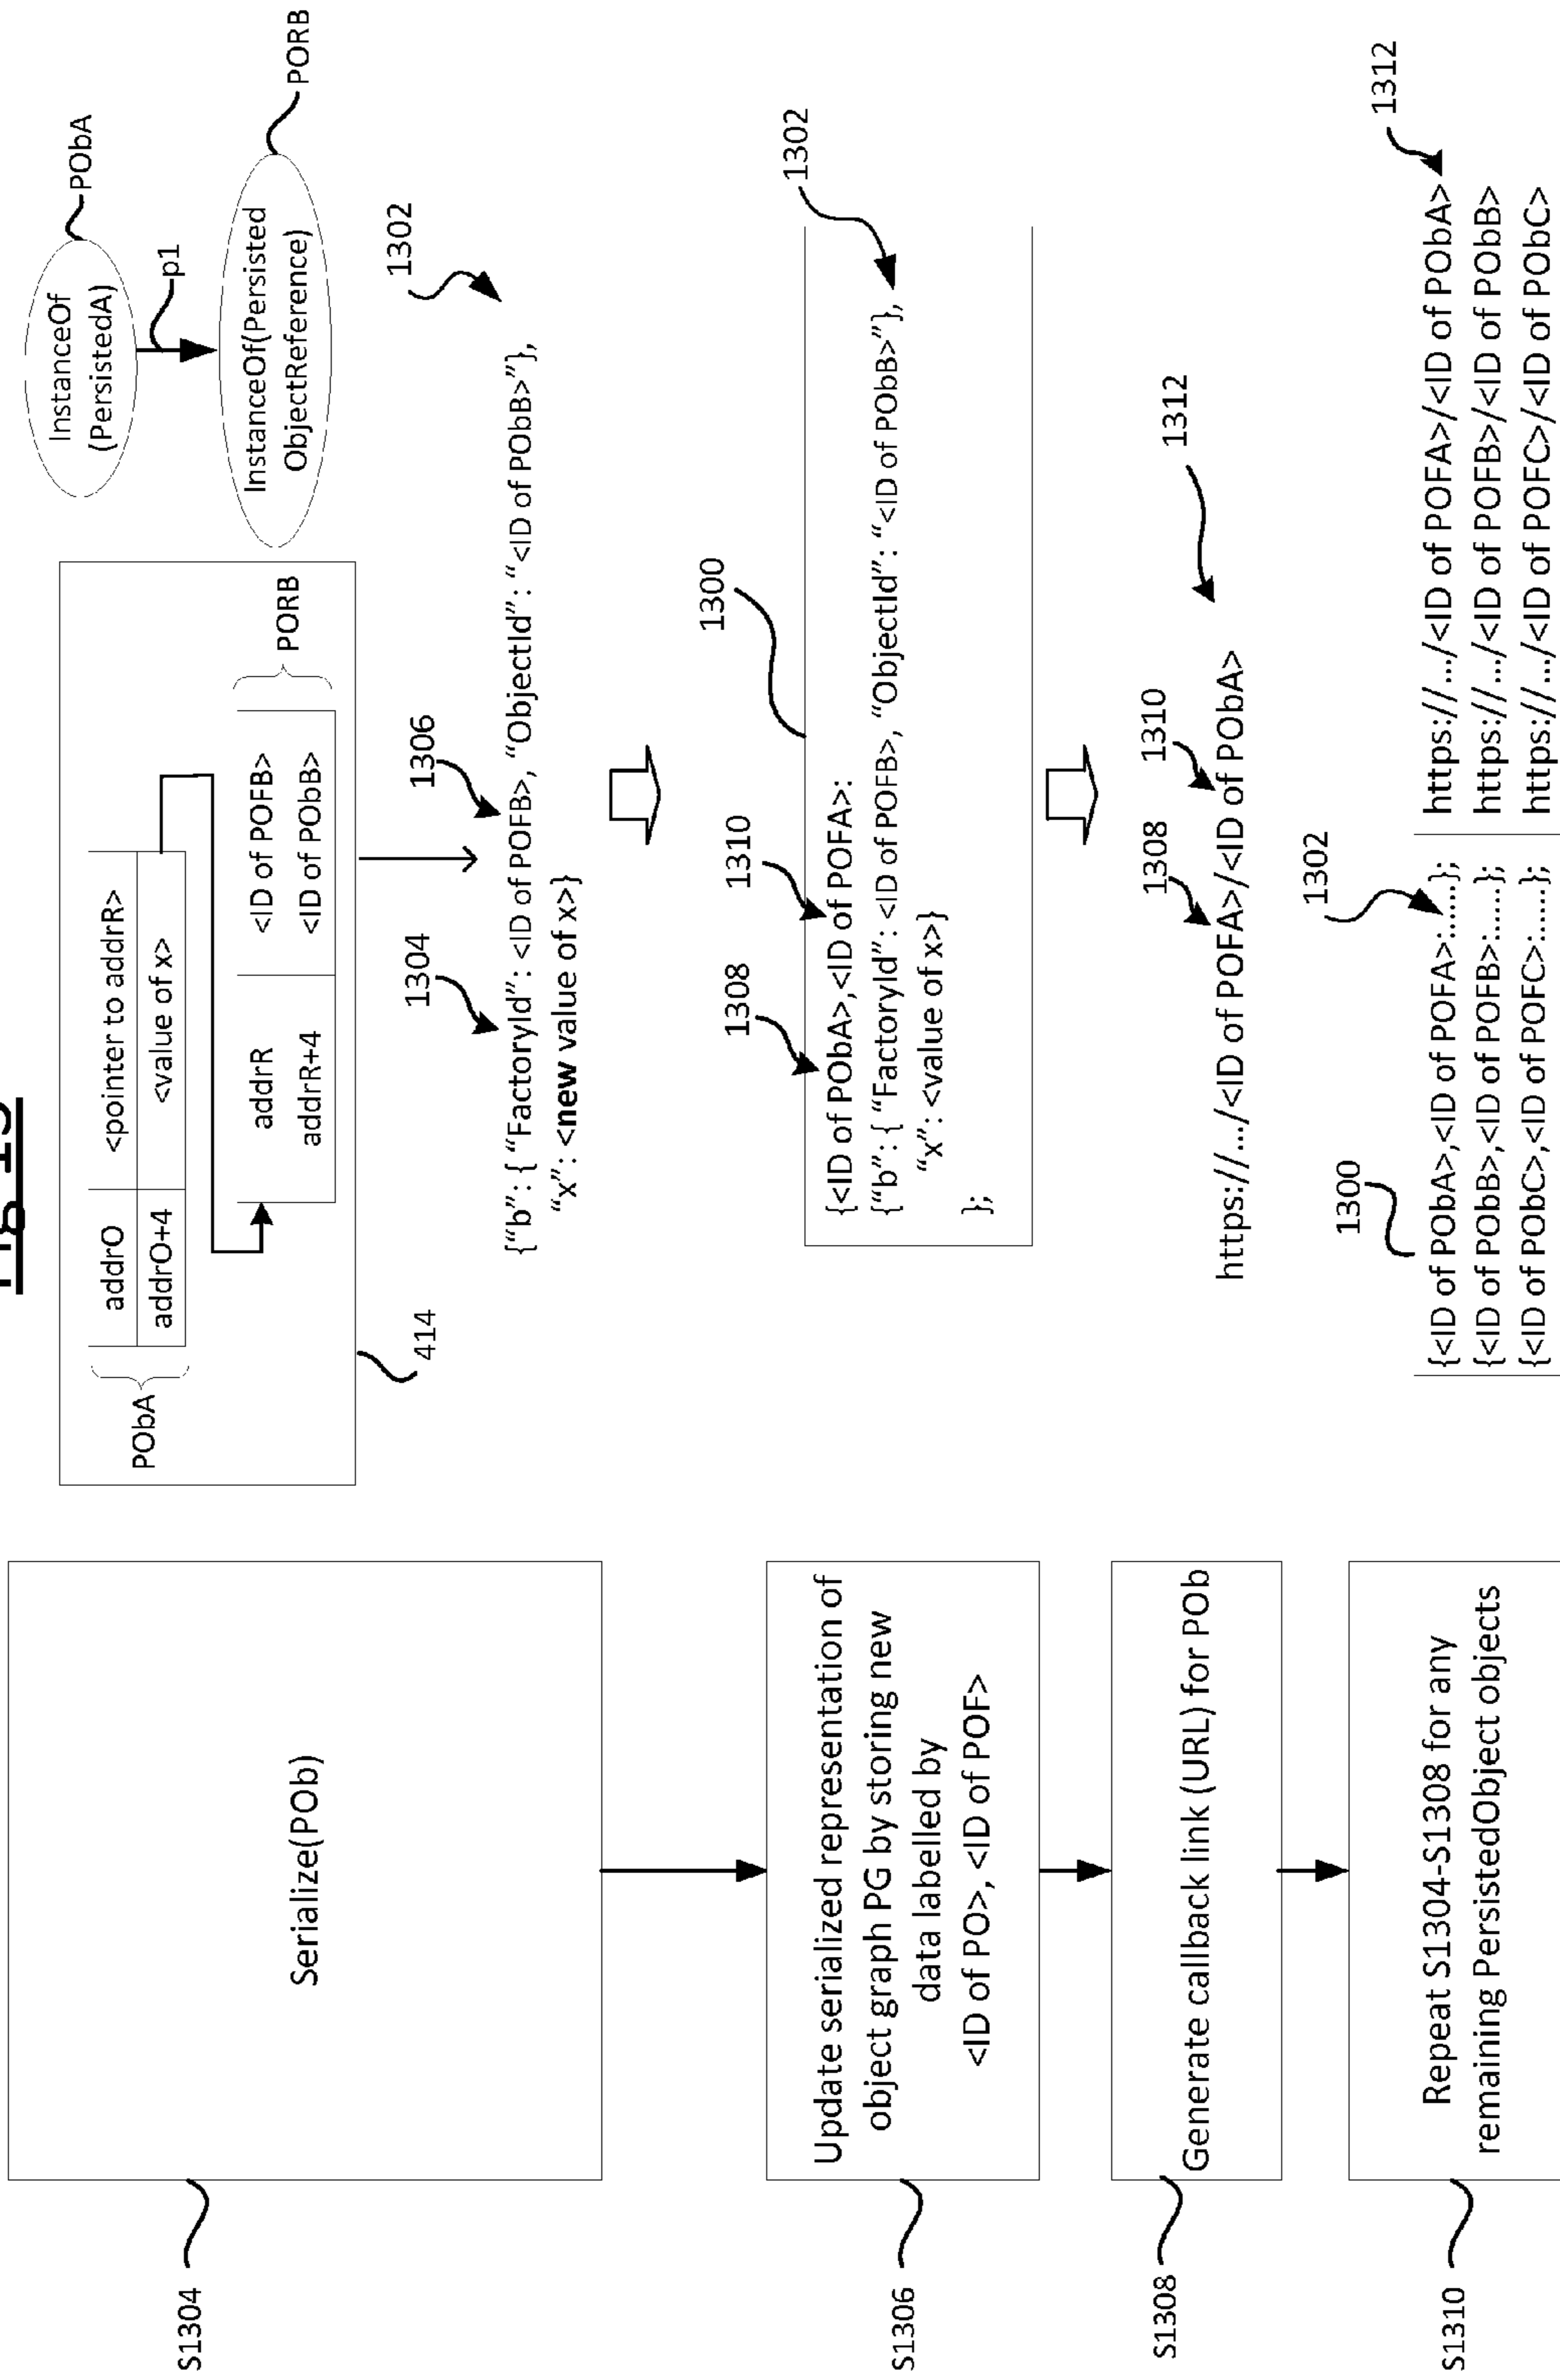 S1304
Serialize(POb)
S1306
Update serialized representation of
object graph PG by storing new
data labelled by
<ID of PO>, <ID of POF>
S1308
Generate callback link (URL) for POb
S1310
Repeat S1304-S1308 for any
remaining PersistedObject objects
PObA
addrO
<pointer to addrR>
addrO+4
<value of x>
addrR
<ID of POFB>
addrR+4
<ID of PObB>
PORB
414
InstanceOf
(PersistedA)
PObA
p1
InstanceOf(Persisted
ObjectReference)
PORB
1304
1306
1302
{“b”: { “FactoryId”: <ID of POFB>, “ObjectId”: “<ID of PObB>”},
“x”: <new value of x>}
1308
1310
1300
1302
{<ID of PObA>,<ID of POFA>:
{“b”: { “FactoryId”: <ID of POFB>, “ObjectId”: “<ID of PObB>”},
“x”: <value of x>}
};
1308
1310
1312
https://.../<ID of POFA>/<ID of PObA>
1300
1302
1312
{<ID of PObA>,<ID of POFA>:......};
https://.../<ID of POFA>/<ID of PObA>
{<ID of PObB>,<ID of POFB>:......};
https://.../<ID of POFB>/<ID of PObB>
{<ID of PObC>,<ID of POFC>:......};
https://.../<ID of POFC>/<ID of PObC>